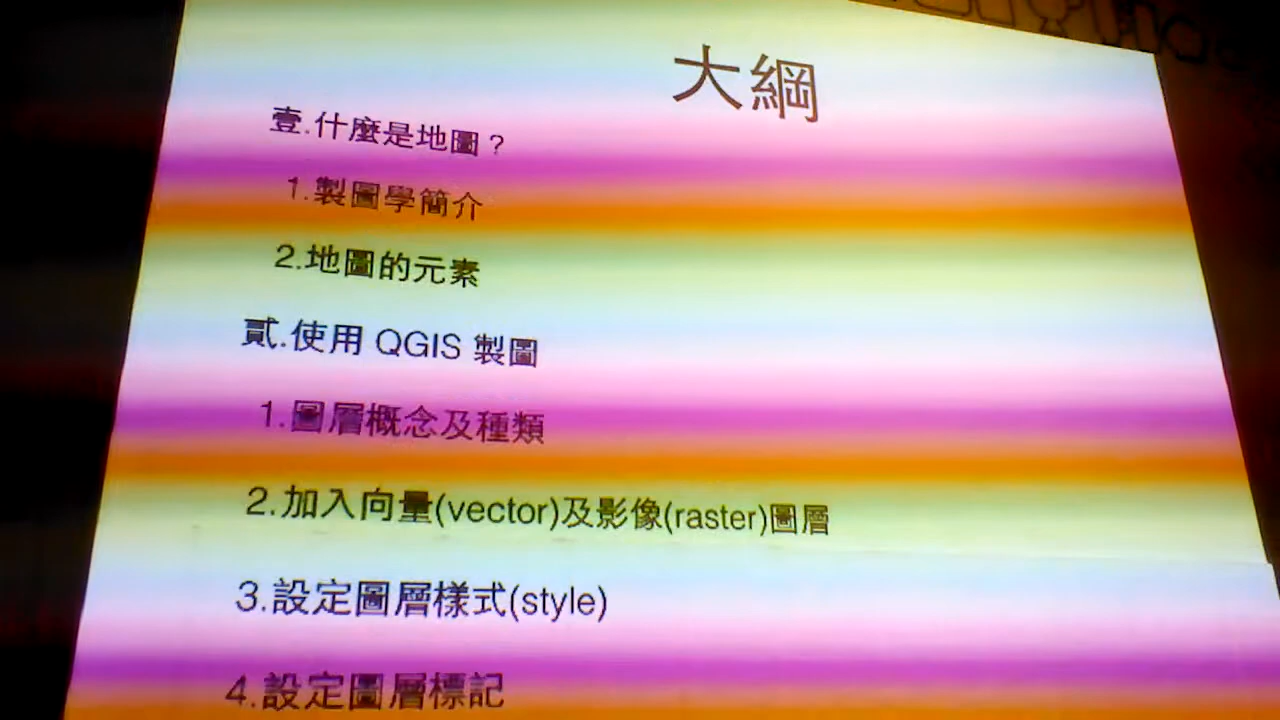 大綱
壹.什麼是地圖？
1.製圖學簡介
2.地圖的元素
貳.使用 QGIS 製圖
1.圖層概念及種類
2.加入向量(vector)及影像(raster)圖層
3.設定圖層樣式(style)
4.設定圖層標記